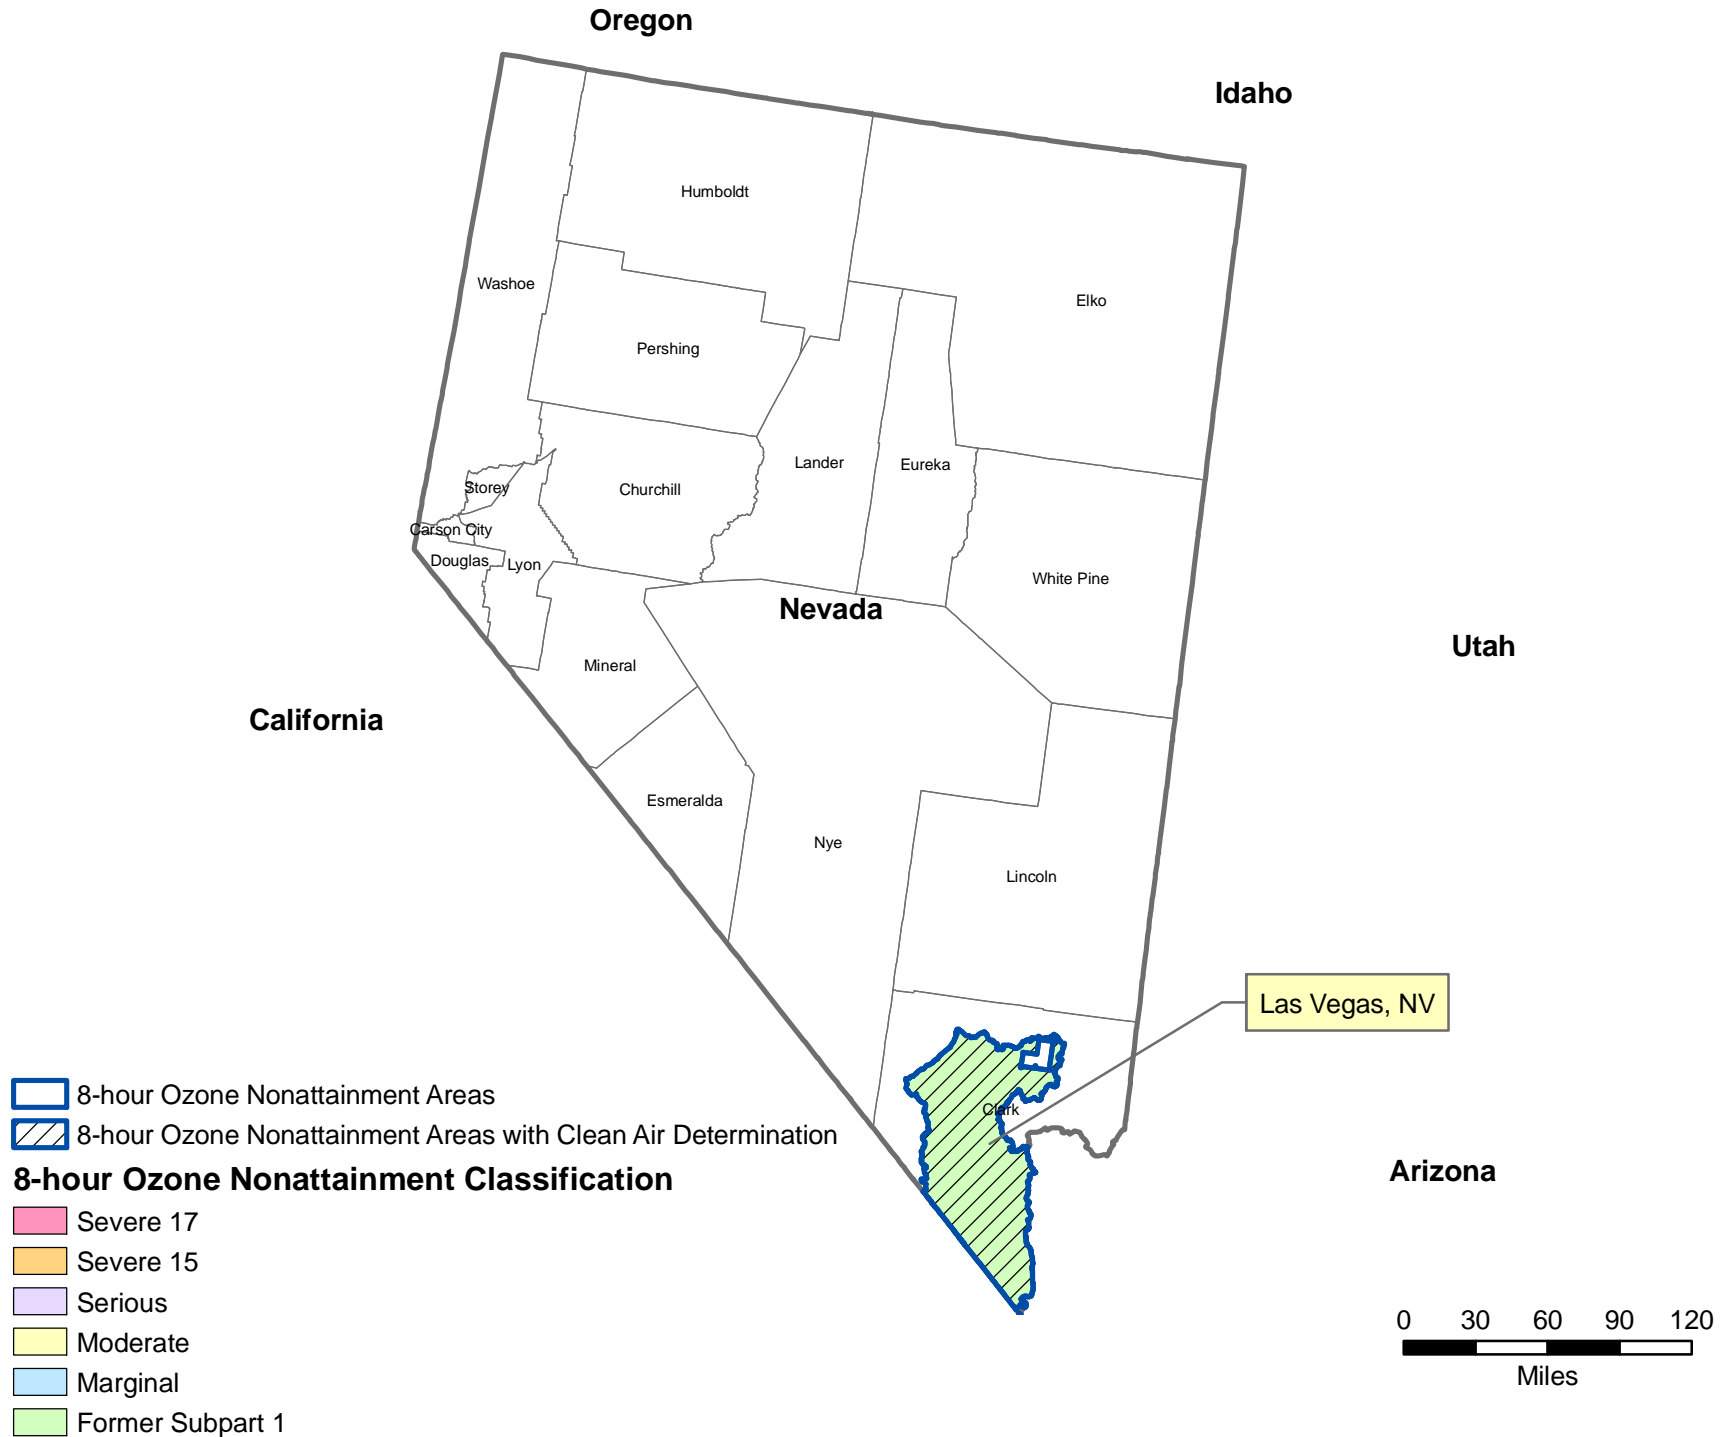 Oregon
Idaho
Humboldt
Washoe
Elko
Pershing
Lander
Eureka
Storey
Churchill
Carson City
Douglas
Lyon
White Pine
Nevada
Utah
Mineral
California
Esmeralda
Nye
Lincoln
Las Vegas, NV
Clark
Arizona
8-hour Ozone Nonattainment Areas
8-hour Ozone Nonattainment Areas with Clean Air Determination
8-hour Ozone Nonattainment Classification
Severe 17
Severe 15
Serious
Moderate
Marginal
Former Subpart 1
0 30 60 90 120
Miles